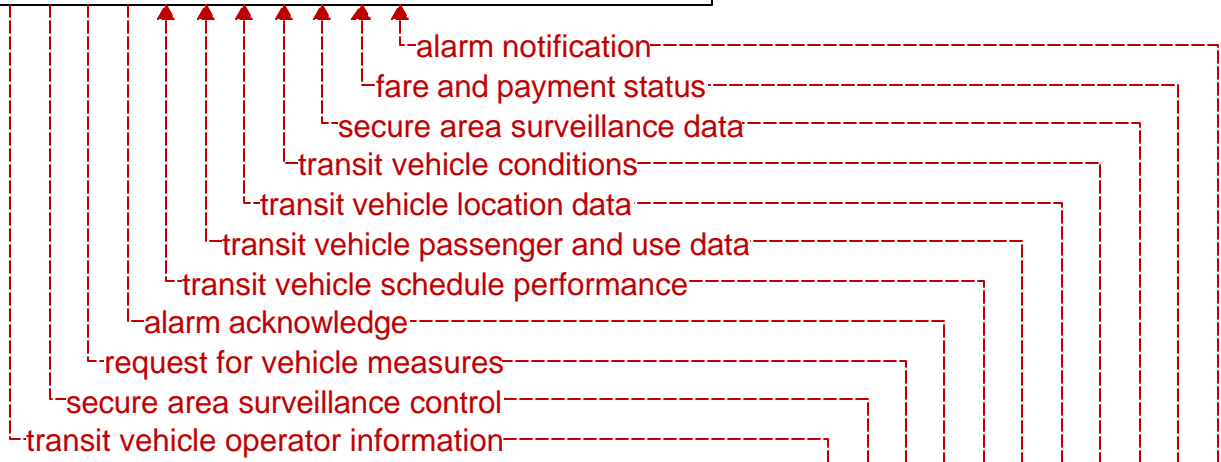 alarm notification
fare and payment status
secure area surveillance data
transit vehicle conditions
transit vehicle location data
transit vehicle passenger and use data
transit vehicle schedule performance
alarm acknowledge
request for vehicle measures
secure area surveillance control
transit vehicle operator information